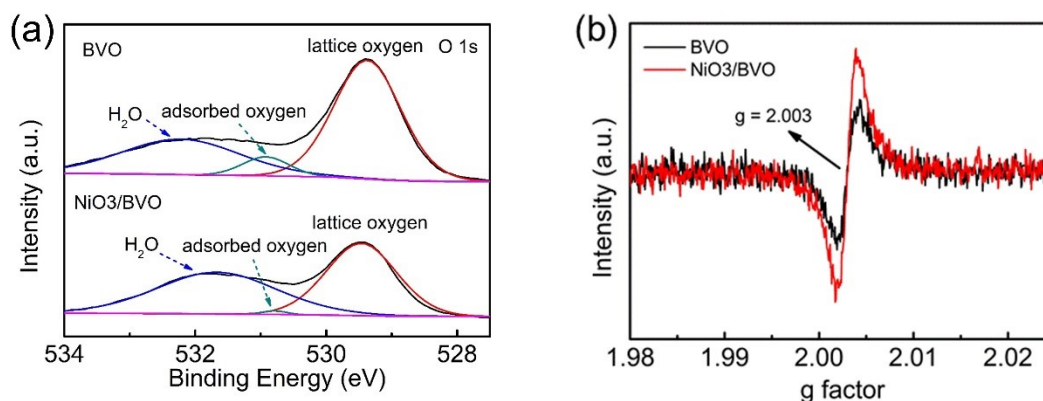 (a)
BVO
lattice oxygen
O 1s
H₂O
adsorbed oxygen
NiO3/BVO
lattice oxygen
H₂O
adsorbed oxygen
Intensity (a.u.)
534
532
530
528
Binding Energy (eV)
(b)
BVO
NiO3/BVO
g = 2.003
Intensity (a.u.)
1.98
1.99
2.00
2.01
2.02
g factor